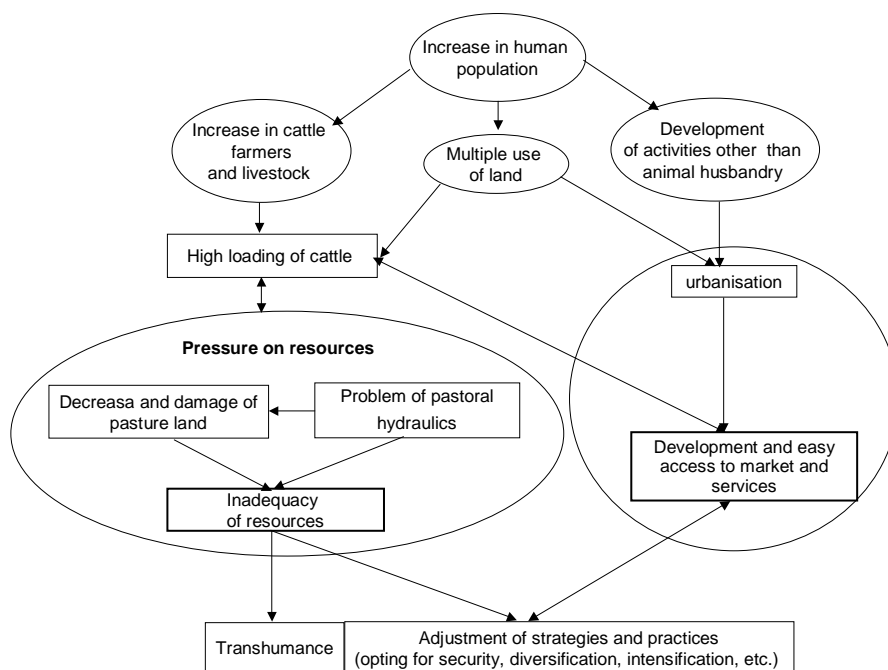 Increase in human
population
Increase in cattle
farmers
and livestock
Multiple use
of land
Development
of activities other than
animal husbandry
High loading of cattle
urbanisation
Pressure on resources
Decreasa and damage of
pasture land
Problem of pastoral
hydraulics
Development and easy
access to market and
services
Inadequacy
of resources
Transhumance
Adjustment of strategies and practices
(opting for security, diversification, intensification, etc.)